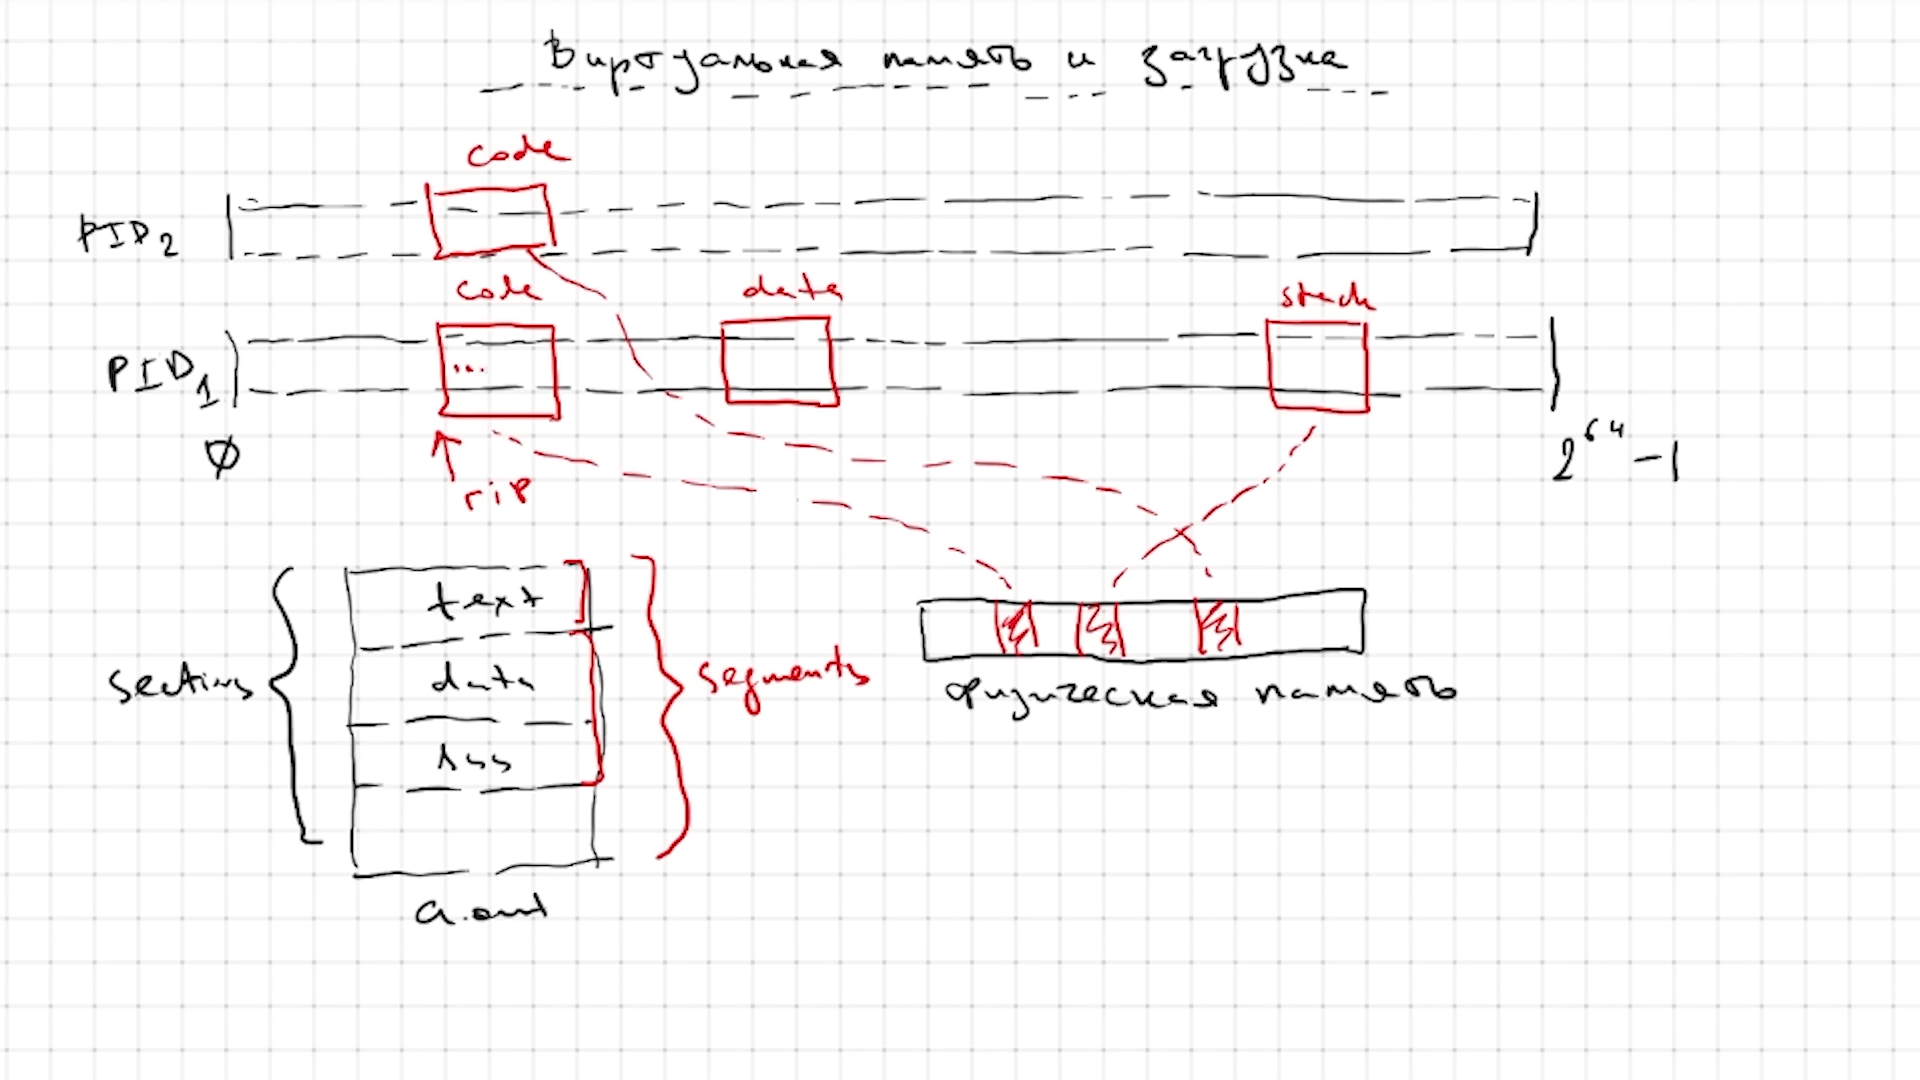 Виртуальная память и загрузка
code
PID2
code data stack
PID1
0 2^64-1
rip
text
sections data segments
bss
физическая память
a.out